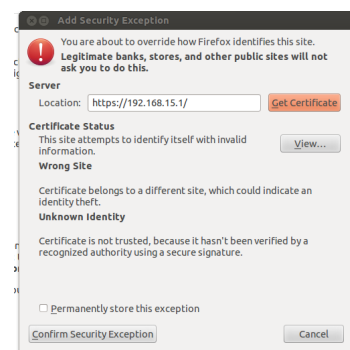 Add Security Exception
You are about to override how Firefox identifies this site.
Legitimate banks, stores, and other public sites will not
ask you to do this.
Server
Location: https://192.168.15.1/ Get Certificate
Certificate Status
This site attempts to identify itself with invalid
information.
View...
Wrong Site
Certificate belongs to a different site, which could indicate an
identity theft.
Unknown Identity
Certificate is not trusted, because it hasn't been verified by a
recognized authority using a secure signature.
Permanently store this exception
Confirm Security Exception Cancel